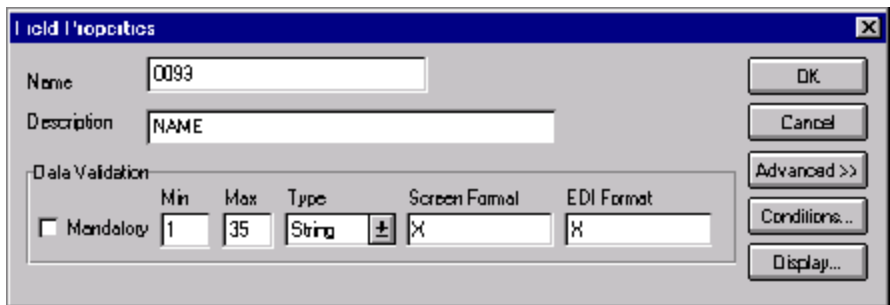 Field Properties
Name 0093 OK
Description NAME Cancel
Data Validation Advanced >>
Min Max Type Screen Format EDI Format
Mandatory 1 35 String X X Conditions...
Display...